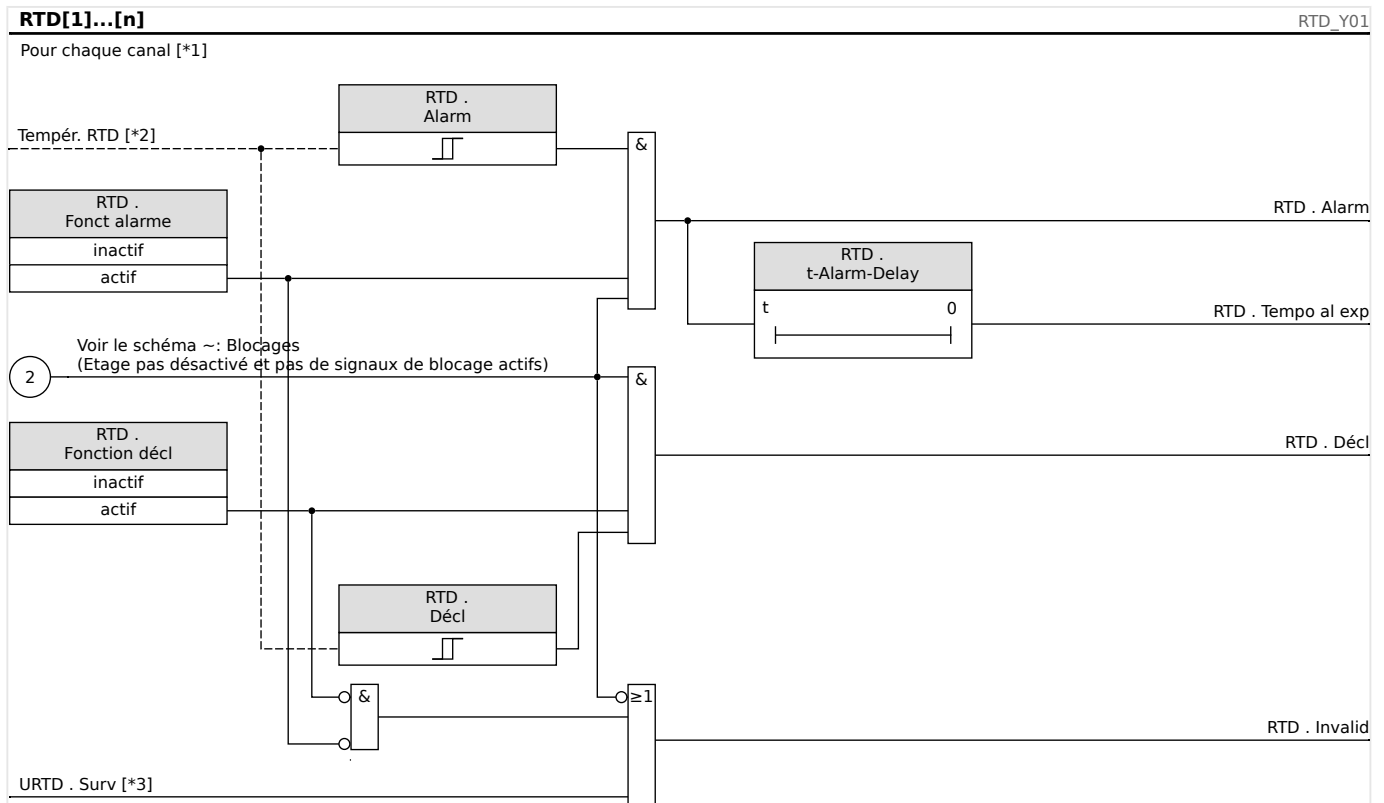 RTD[1]...[n]
RTD_Y01
Pour chaque canal [*1]
RTD .
Alarm
Tempér. RTD [*2]
&
RTD .
Fonct alarme
inactif
actif
RTD . Alarm
RTD .
t-Alarm-Delay
t
0
RTD . Tempo al exp
Voir le schéma ~: Blocages
(Etage pas désactivé et pas de signaux de blocage actifs)
2
&
RTD .
Fonction décl
inactif
actif
RTD . Décl
RTD .
Décl
&
≥1
RTD . Invalid
URTD . Surv [*3]